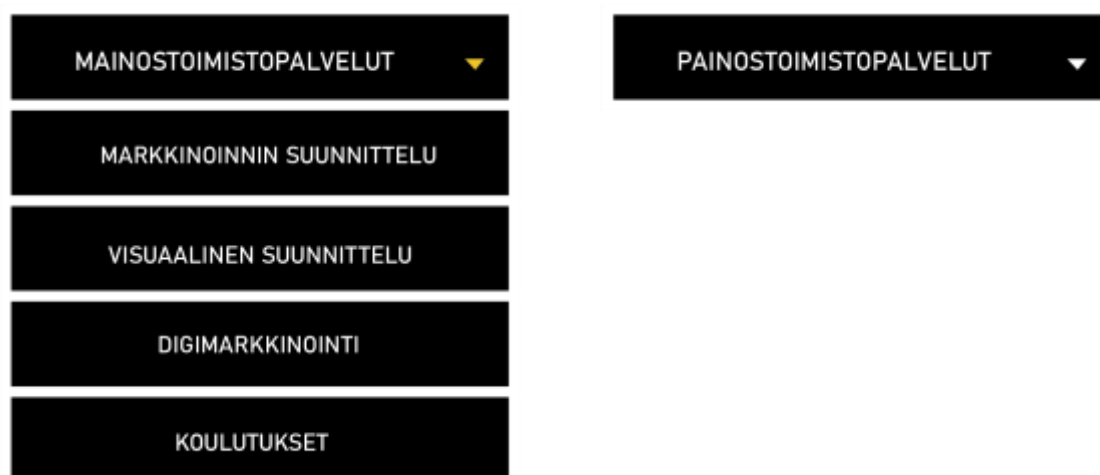 MAINOSTOIMISTOPALVELUT
PAINOSTOIMISTOPALVELUT
MARKKINOINNIN SUUNNITTELU
VISUAALINEN SUUNNITTELU
DIGIMARKKINOINTI
KOULUTUKSET